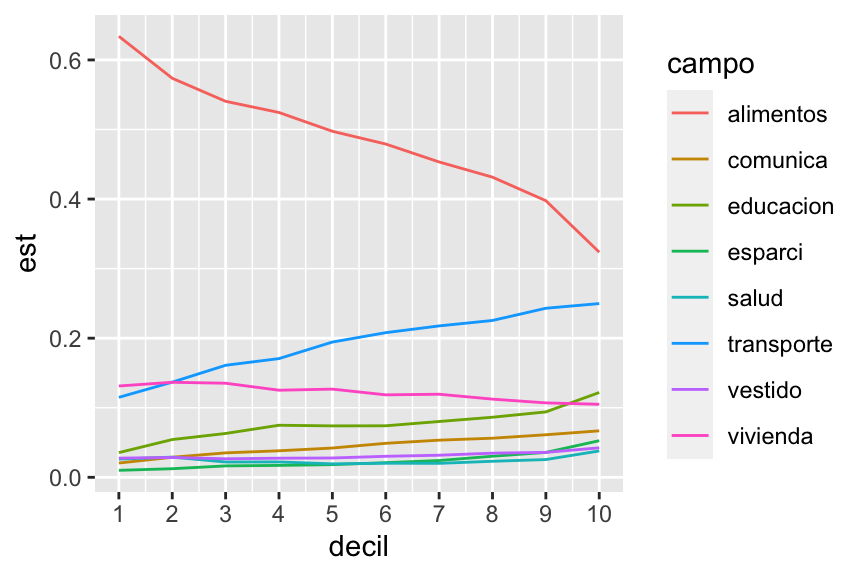 0.6
0.4
0.2
0.0
est
1 2 3 4 5 6 7 8 9 10
decil
campo
alimentos
comunica
educacion
esparci
salud
transporte
vestido
vivienda